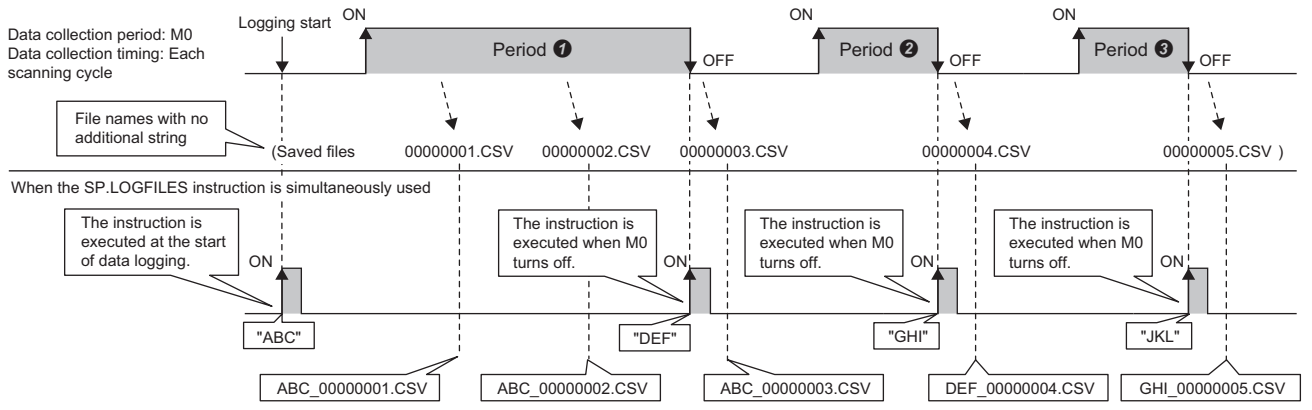 Data collection period: M0
Data collection timing: Each
scanning cycle
Logging start
ON
Period ❶
OFF
ON
Period ❷
OFF
ON
Period ❸
OFF
File names with no
additional string
(Saved files 00000001.CSV 00000002.CSV 00000003.CSV 00000004.CSV 00000005.CSV )
When the SP.LOGFILES instruction is simultaneously used
The instruction is
executed at the start
of data logging.
ON
"ABC"
The instruction is
executed when M0
turns off.
ON
"DEF"
The instruction is
executed when M0
turns off.
ON
"GHI"
The instruction is
executed when M0
turns off.
ON
"JKL"
ABC_00000001.CSV
ABC_00000002.CSV
ABC_00000003.CSV
DEF_00000004.CSV
GHI_00000005.CSV